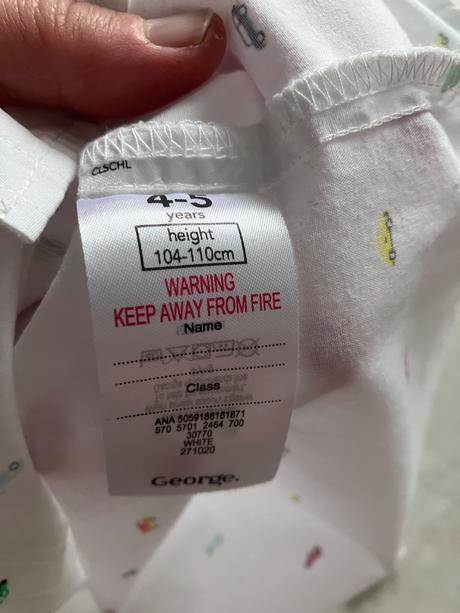 CLSCHL
4-5
years
height
104-110cm
WARNING
KEEP AWAY FROM FIRE
Name
Class
ANA 5059186161871
570 5701 2464 700
30770
WHITE
271020
George.